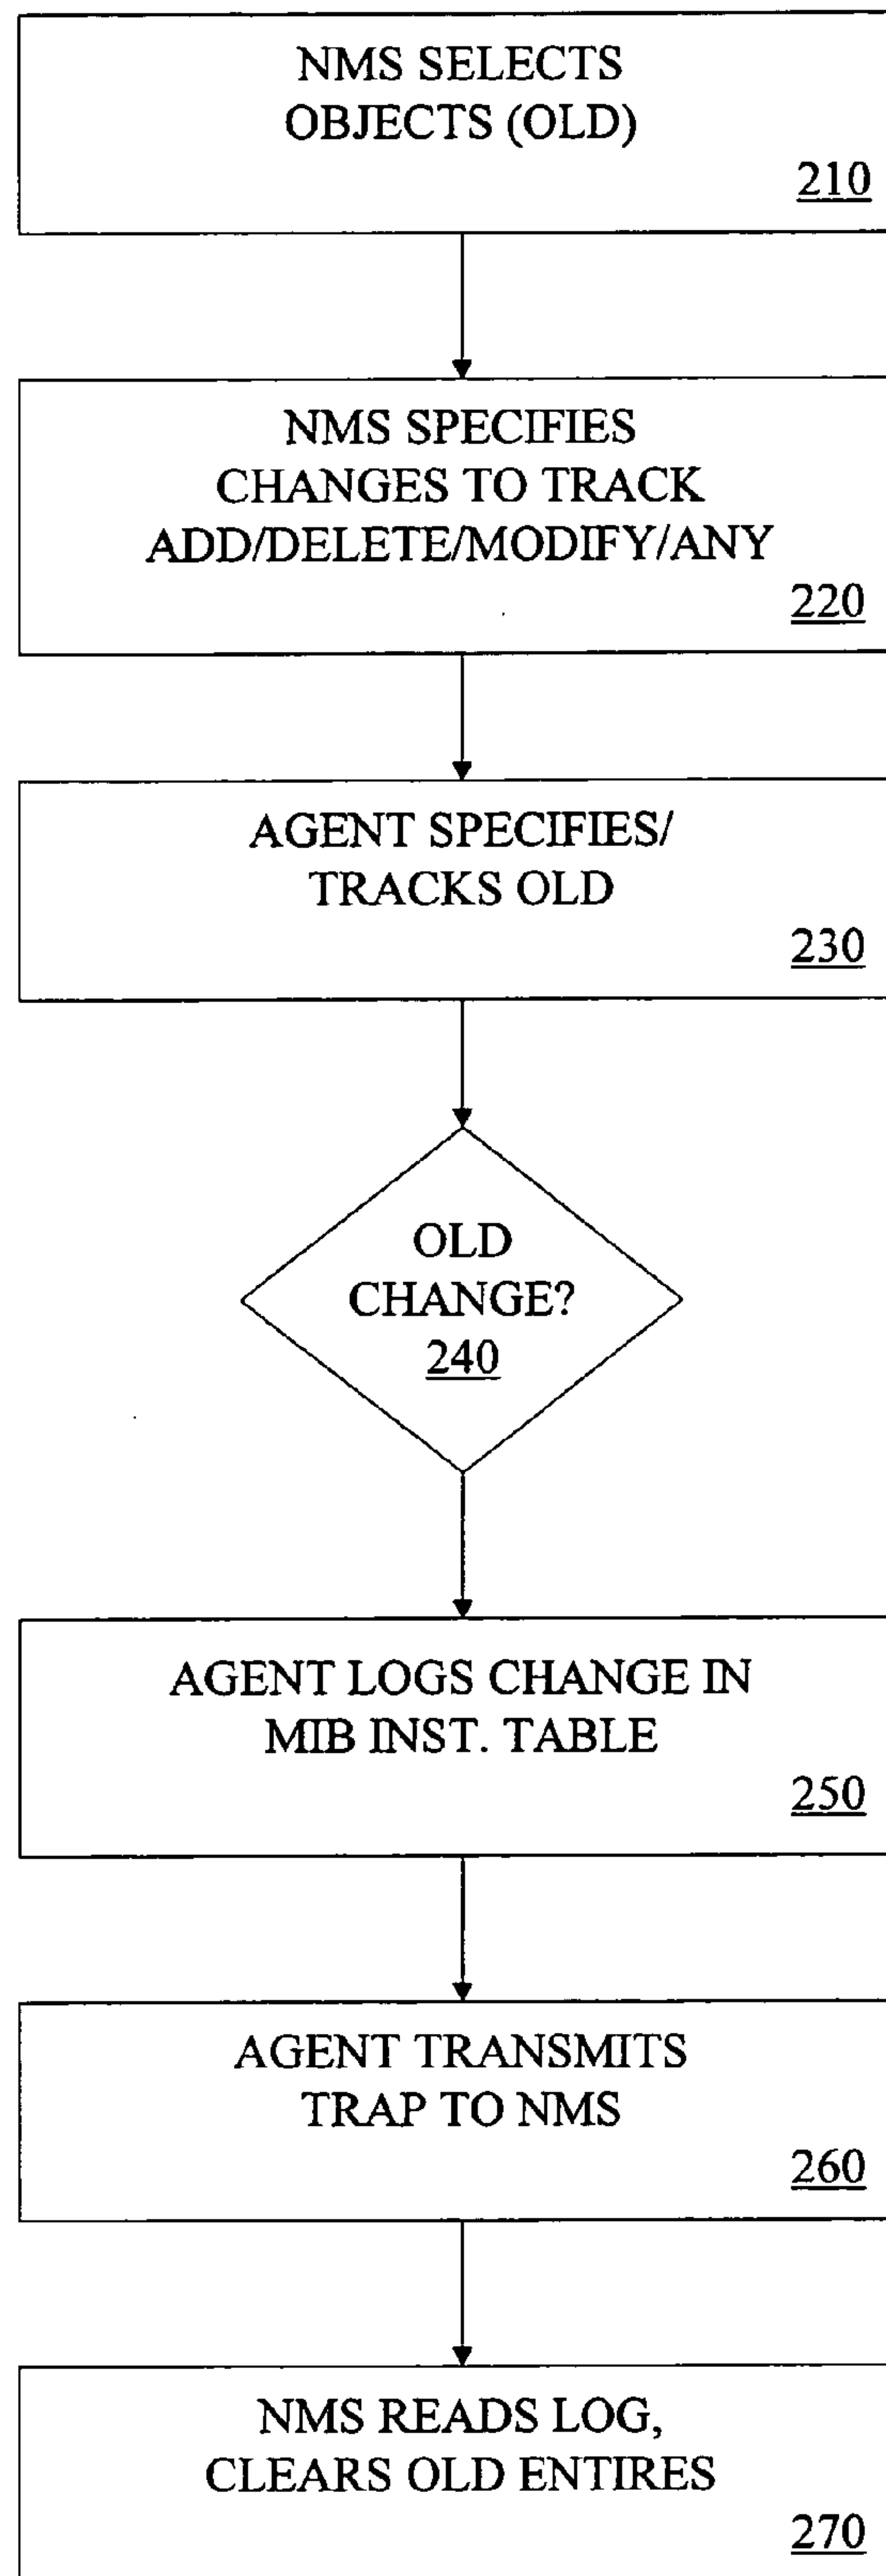 NMS SELECTS
OBJECTS (OLD)
210
NMS SPECIFIES
CHANGES TO TRACK
ADD/DELETE/MODIFY/ANY
220
AGENT SPECIFIES/
TRACKS OLD
230
OLD
CHANGE?
240
AGENT LOGS CHANGE IN
MIB INST. TABLE
250
AGENT TRANSMITS
TRAP TO NMS
260
NMS READS LOG,
CLEARS OLD ENTIRES
270